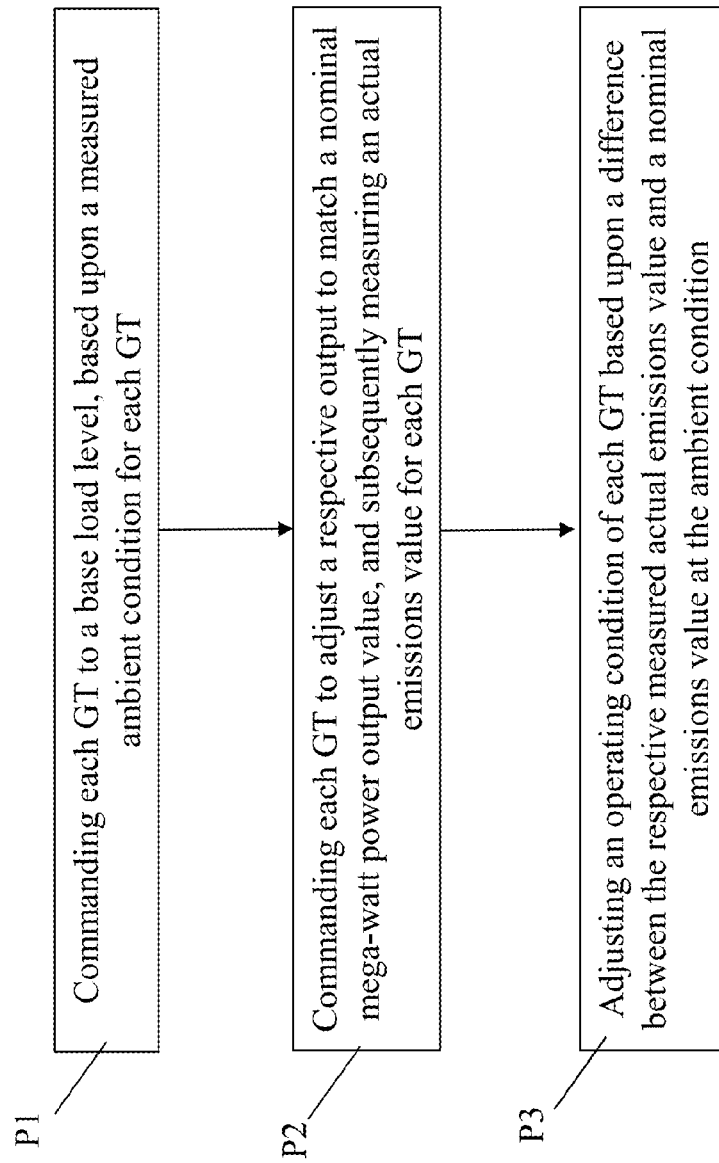 P1
Commanding each GT to a base load level, based upon a measured
ambient condition for each GT
P2
Commanding each GT to adjust a respective output to match a nominal
mega-watt power output value, and subsequently measuring an actual
emissions value for each GT
P3
Adjusting an operating condition of each GT based upon a difference
between the respective measured actual emissions value and a nominal
emissions value at the ambient condition